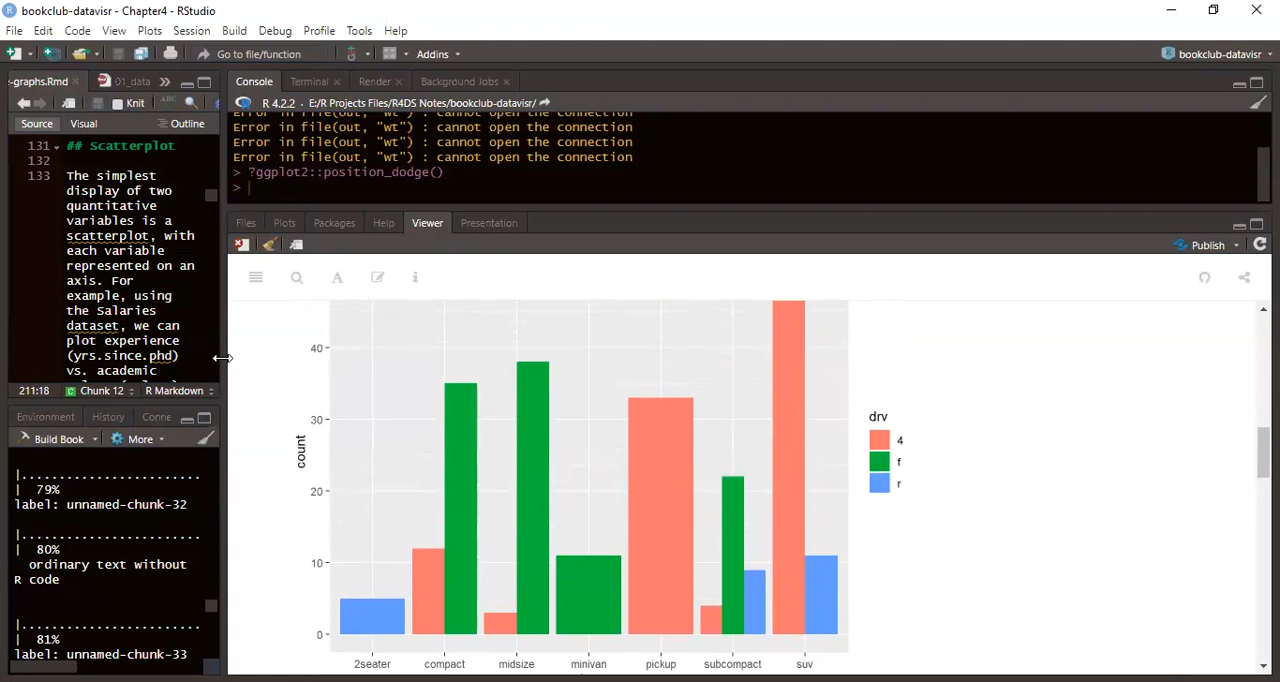 bookclub-datavisr - Chapter4 - RStudio
File Edit Code View Plots Session Build Debug Profile Tools Help
Go to file/function Addins bookclub-datavisr
-graphs.Rmd 01_data
Knit
Source Visual Outline
131 ## Scatterplot
132
133 The simplest
display of two
quantitative
variables is a
scatterplot, with
each variable
represented on an
axis. For
example, using
the Salaries
dataset, we can
plot experience
(yrs.since.phd)
vs. academic
211:18 Chunk 12 R Markdown
Environment History Conne
Build Book More
|........................
| 79%
label: unnamed-chunk-32
|........................
| 80%
ordinary text without
R code
|........................
| 81%
label: unnamed-chunk-33
Console Terminal Render Background Jobs
R 4.2.2 . E:/R Projects Files/R4DS Notes/bookclub-datavisr/
Error in file(out, "wt") : cannot open the connection
Error in file(out, "wt") : cannot open the connection
Error in file(out, "wt") : cannot open the connection
Error in file(out, "wt") : cannot open the connection
> ?ggplot2::position_dodge()
>
Files Plots Packages Help Viewer Presentation
Publish
count
40
30
20
10
0
2seater compact midsize minivan pickup subcompact suv
drv
4
f
r